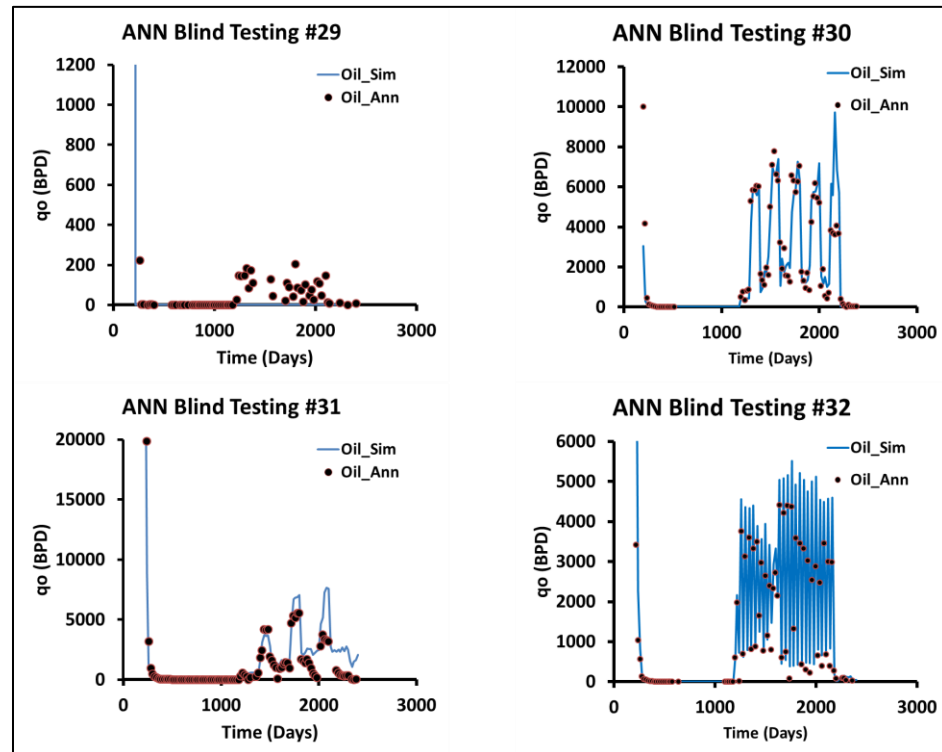 ANN Blind Testing #29
Oil_Sim
Oil_Ann
qo (BPD)
1200
1000
800
600
400
200
0
0 1000 2000 3000
Time (Days)
ANN Blind Testing #30
Oil_Sim
Oil_Ann
qo (BPD)
12000
10000
8000
6000
4000
2000
0
0 1000 2000 3000
Time (Days)
ANN Blind Testing #31
Oil_Sim
Oil_Ann
qo (BPD)
20000
15000
10000
5000
0
0 1000 2000 3000
Time (Days)
ANN Blind Testing #32
Oil_Sim
Oil_Ann
qo (BPD)
6000
5000
4000
3000
2000
1000
0
0 1000 2000 3000
Time (Days)